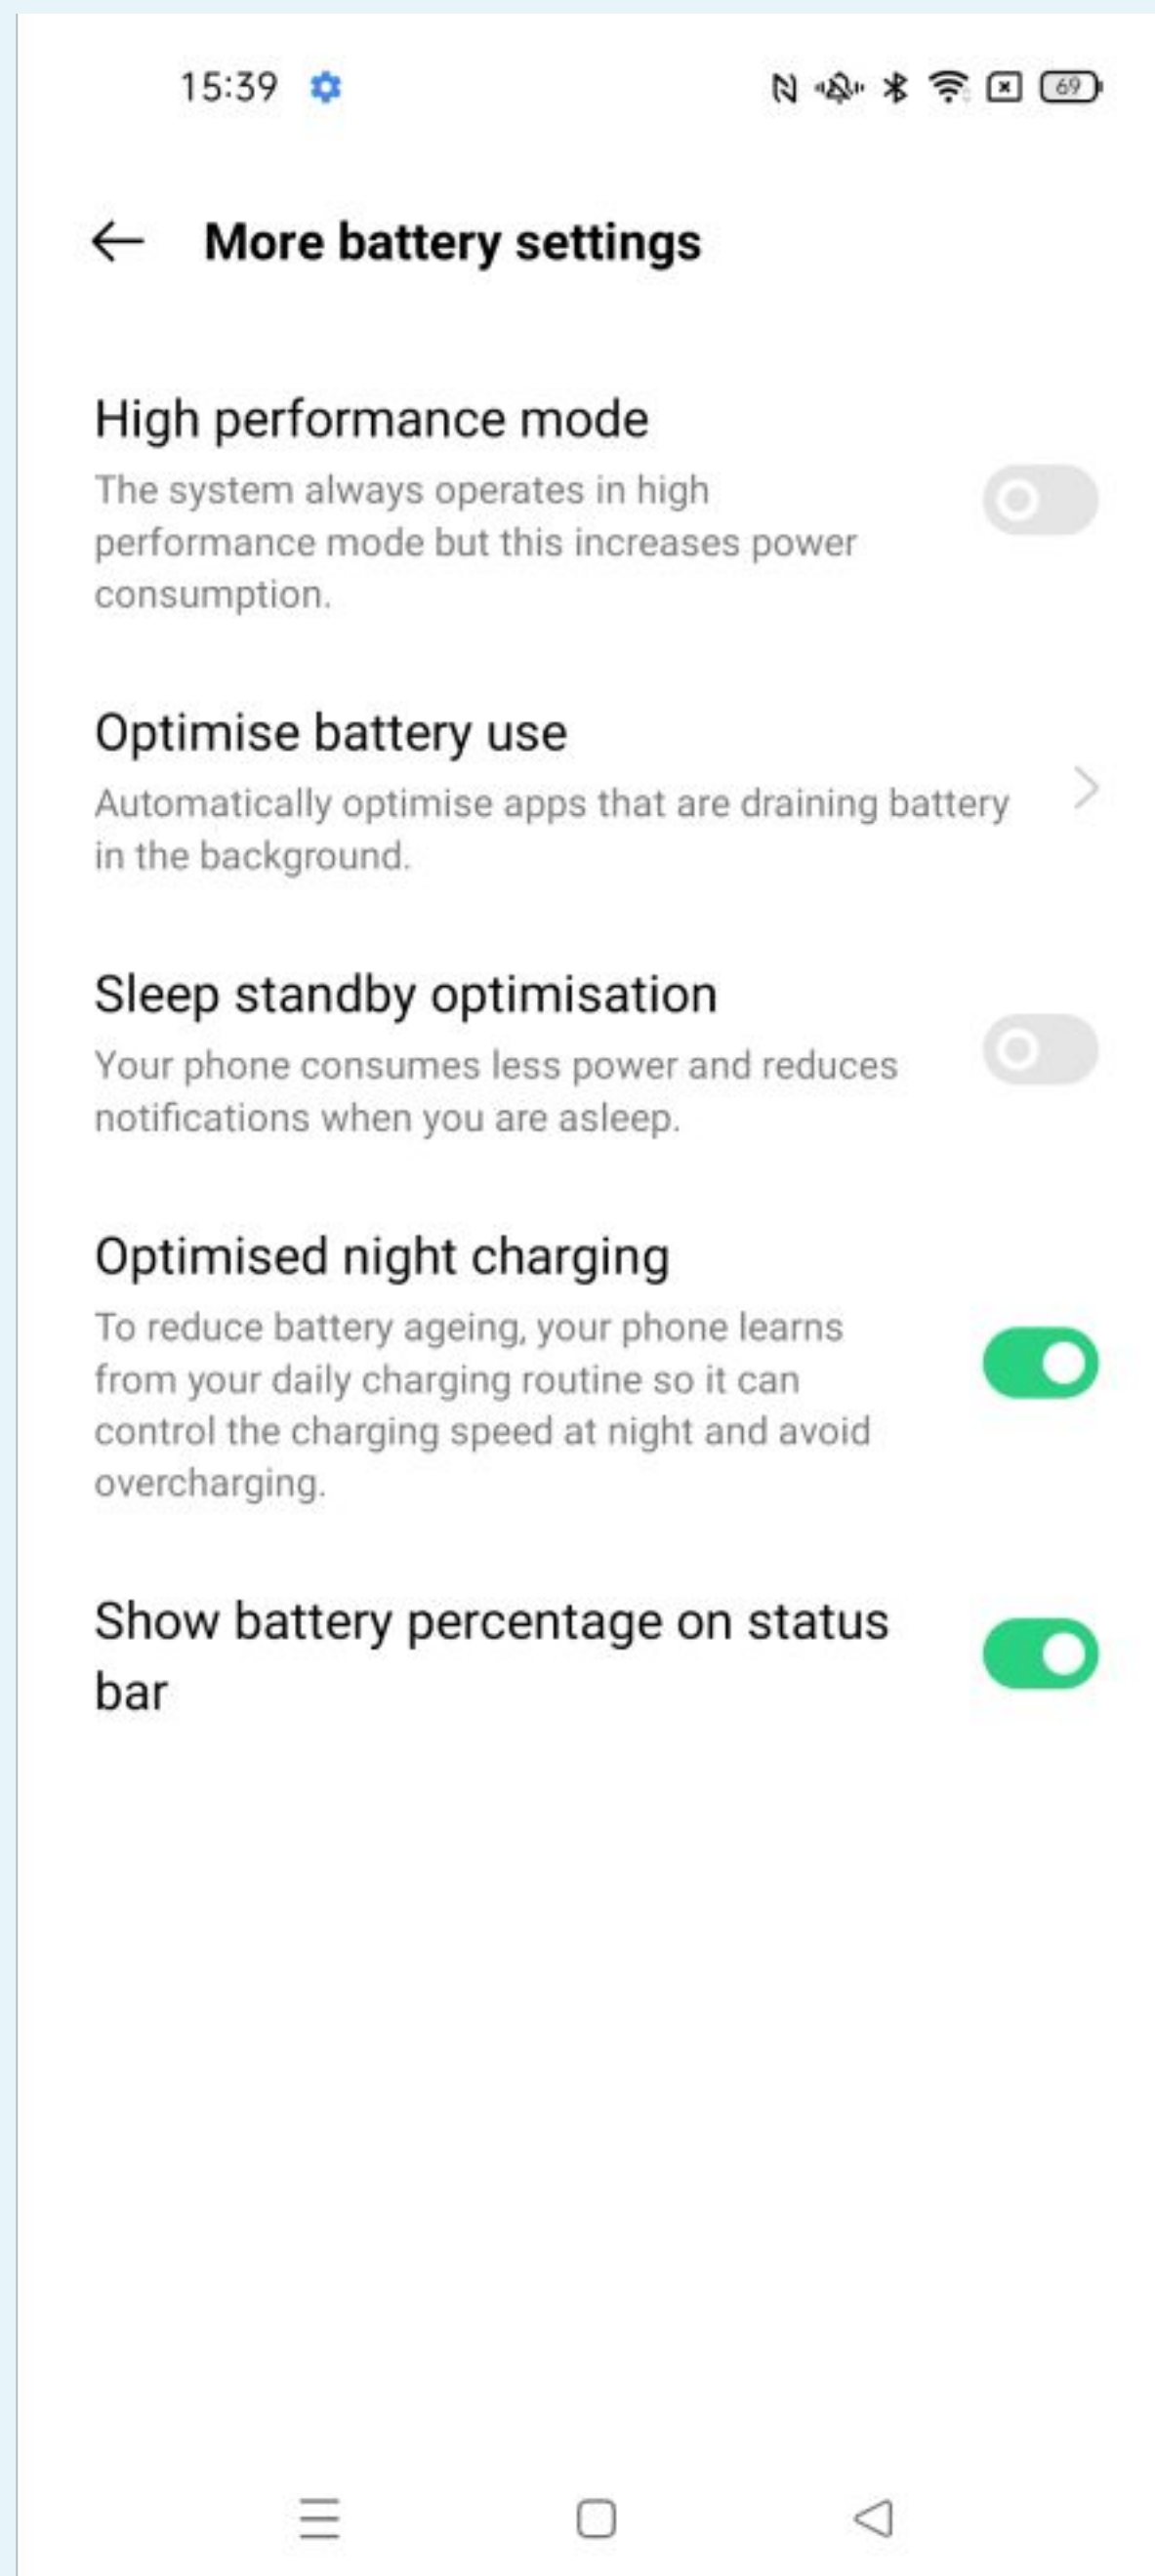 15:39 69
More battery settings
High performance mode
The system always operates in high
performance mode but this increases power
consumption.
Optimise battery use
Automatically optimise apps that are draining battery
in the background.
Sleep standby optimisation
Your phone consumes less power and reduces
notifications when you are asleep.
Optimised night charging
To reduce battery ageing, your phone learns
from your daily charging routine so it can
control the charging speed at night and avoid
overcharging.
Show battery percentage on status
bar